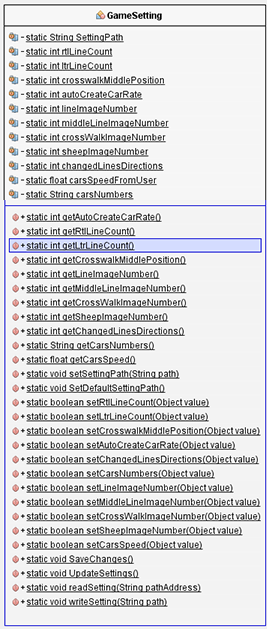 GameSetting
- static String SettingPath
- static int rtlLineCount
- static int ltrLineCount
- static int crosswalkMiddlePosition
- static int autoCreateCarRate
- static int lineImageNumber
- static int middleLineImageNumber
- static int crossWalkImageNumber
- static int sheepImageNumber
- static int changedLinesDirections
- static float carsSpeedFromUser
- static String carsNumbers
+ static int getAutoCreateCarRate()
+ static int getRtlLineCount()
+ static int getLtrLineCount()
+ static int getCrosswalkMiddlePosition()
+ static int getLineImageNumber()
+ static int getMiddleLineImageNumber()
+ static int getCrossWalkImageNumber()
+ static int getSheepImageNumber()
+ static int getChangedLinesDirections()
+ static String getCarsNumbers()
+ static float getCarsSpeed()
+ static void setSettingPath(String path)
+ static void SetDefaultSettingPath()
+ static boolean setRtlLineCount(Object value)
+ static boolean setLtrLineCount(Object value)
+ static boolean setCrosswalkMiddlePosition(Object value)
+ static boolean setAutoCreateCarRate(Object value)
+ static boolean setChangedLinesDirections(Object value)
+ static boolean setCarsNumbers(Object value)
+ static boolean setLineImageNumber(Object value)
+ static boolean setMiddleLineImageNumber(Object value)
+ static boolean setCrossWalkImageNumber(Object value)
+ static boolean setSheepImageNumber(Object value)
+ static boolean setCarsSpeed(Object value)
+ static void SaveChanges()
+ static void UpdateSettings()
+ static void readSetting(String pathAddress)
+ static void writeSetting(String path)